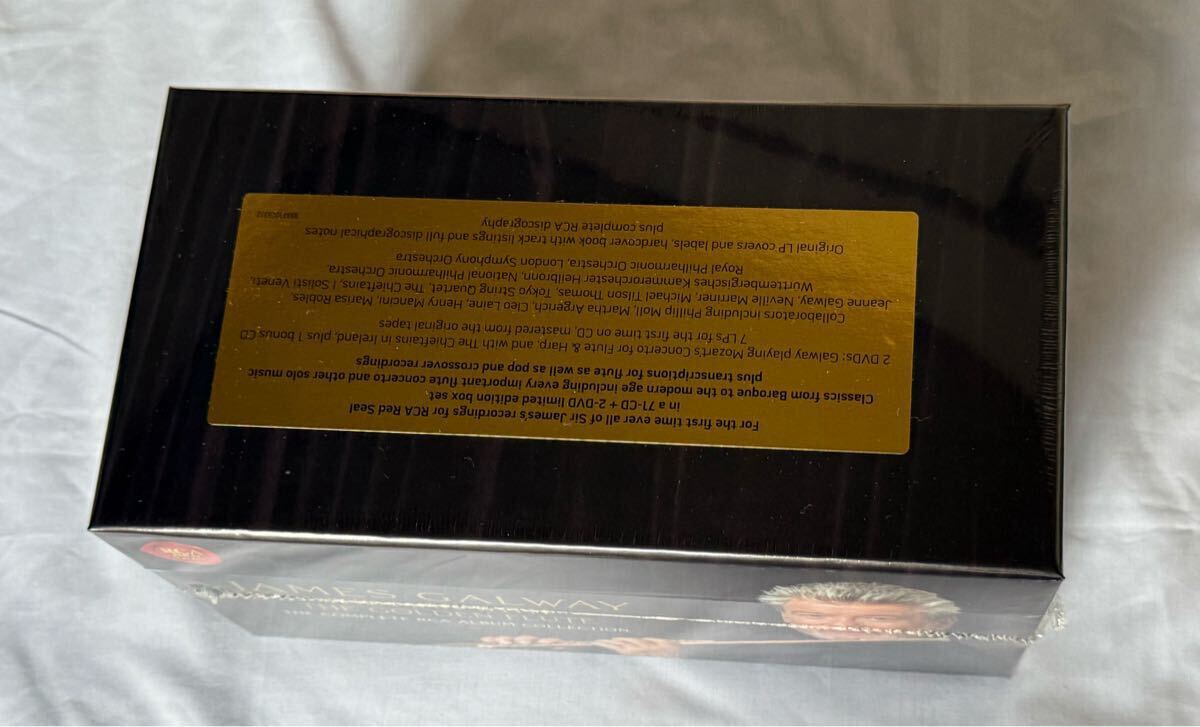 For the first time ever all of Sir James's recordings for RCA Red Seal
in a 71-CD + 2-DVD limited edition box set
Classics from Baroque to the modern age including every important flute concerto and other solo music
plus transcriptions for flute as well as pop and crossover recordings
2 DVDs: Galway playing Mozart's Concerto for Flute & Harp, and with The Chieftains in Ireland, plus 1 bonus CD
7 LPs for the first time on CD, mastered from the original tapes
Collaborators including Phillip Moll, Martha Argerich, Cleo Laine, Henry Mancini, Marisa Robles,
Jeanne Galway, Neville Marriner, Michael Tilson Thomas, Tokyo String Quartet, The Chieftains, I Solisti Veneti,
Württembergisches Kammerorchester Heilbronn, National Philharmonic Orchestra,
Royal Philharmonic Orchestra, London Symphony Orchestra
Original LP covers and labels, hardcover book with track listings and full discographical notes
plus complete RCA discography
RCA
JAMES GALWAY
COMPLETE RCA ALBUM COLLECTION